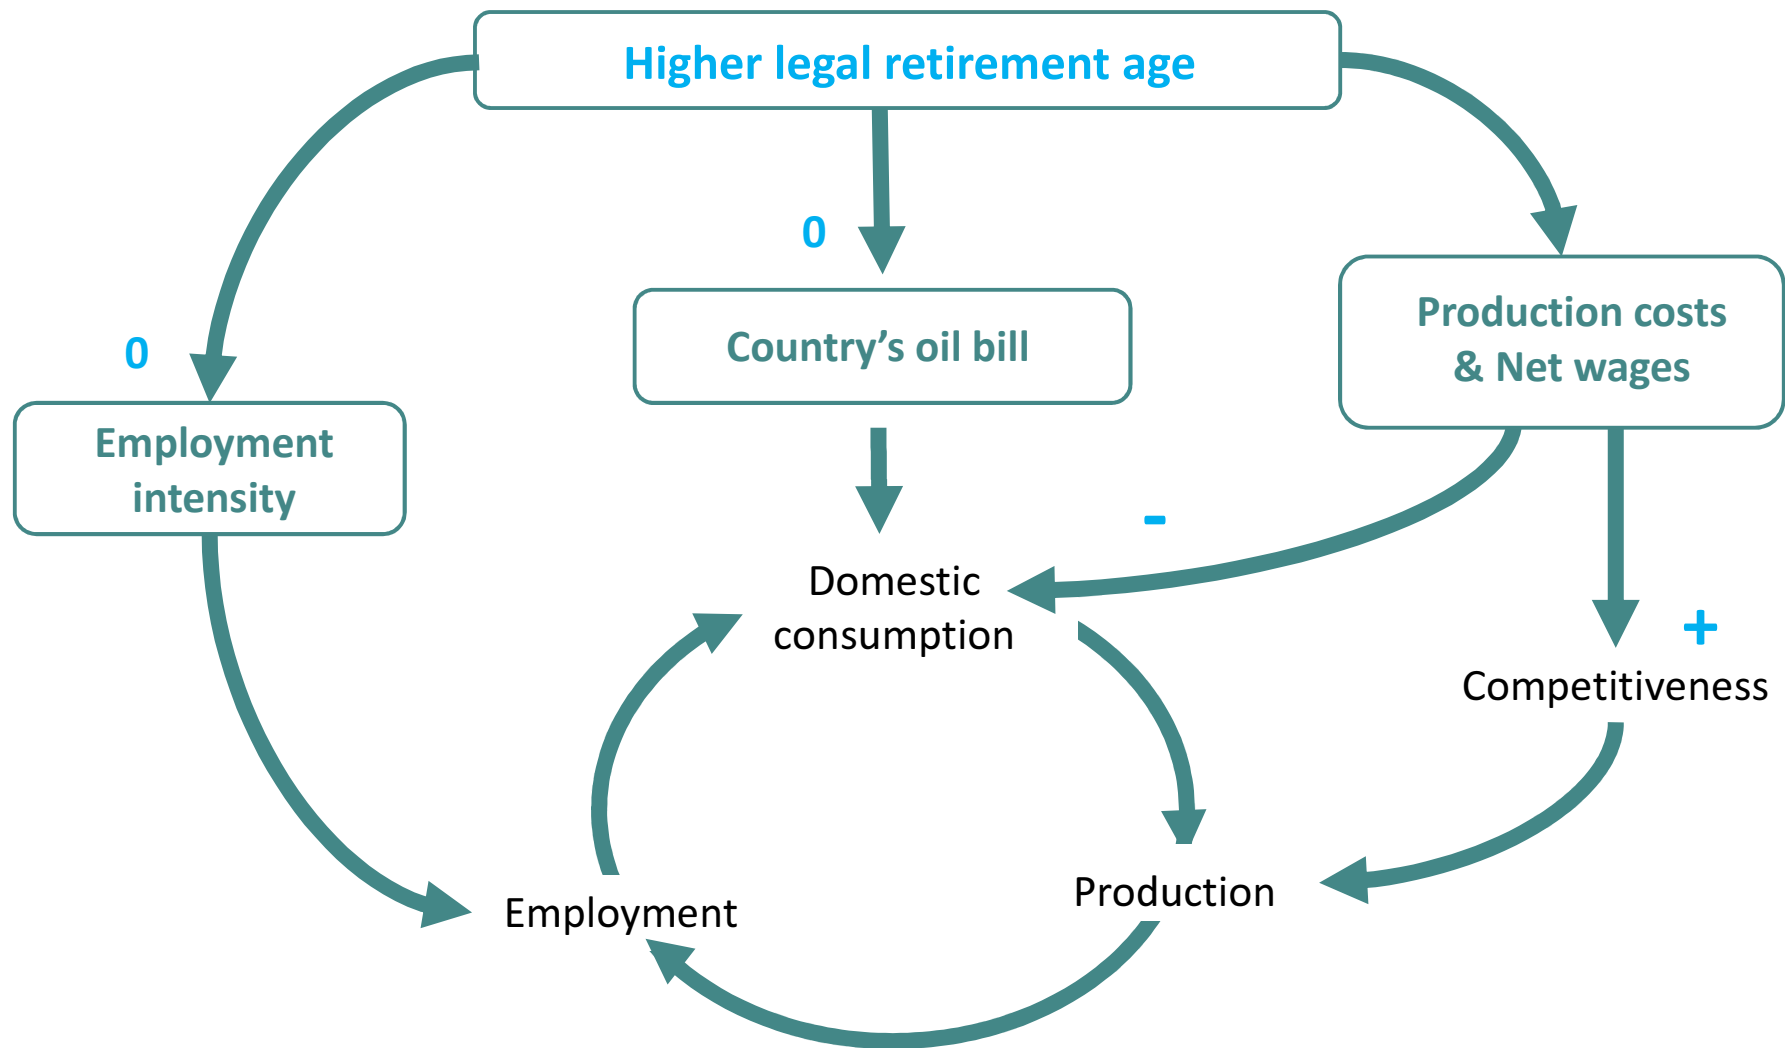 Higher legal retirement age
0
0
Production costs
& Net wages
Country’s oil bill
Employment
intensity
-
Domestic
consumption
+
Competitiveness
Production
Employment